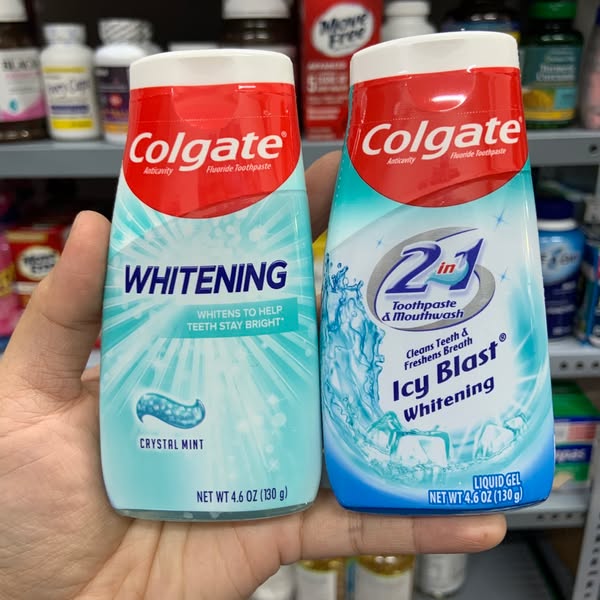 Colgate®
Anticavity Fluoride Toothpaste
WHITENING
WHITENS TO HELP
TEETH STAY BRIGHT*
CRYSTAL MINT
NET WT 4.6 OZ (130 g)
Colgate®
Anticavity Fluoride Toothpaste
2in1
Toothpaste
& Mouthwash
Cleans Teeth &
Freshens Breath
Icy Blast®
Whitening
LIQUID GEL
NET WT 4.6 OZ (130 g)
Move
Free